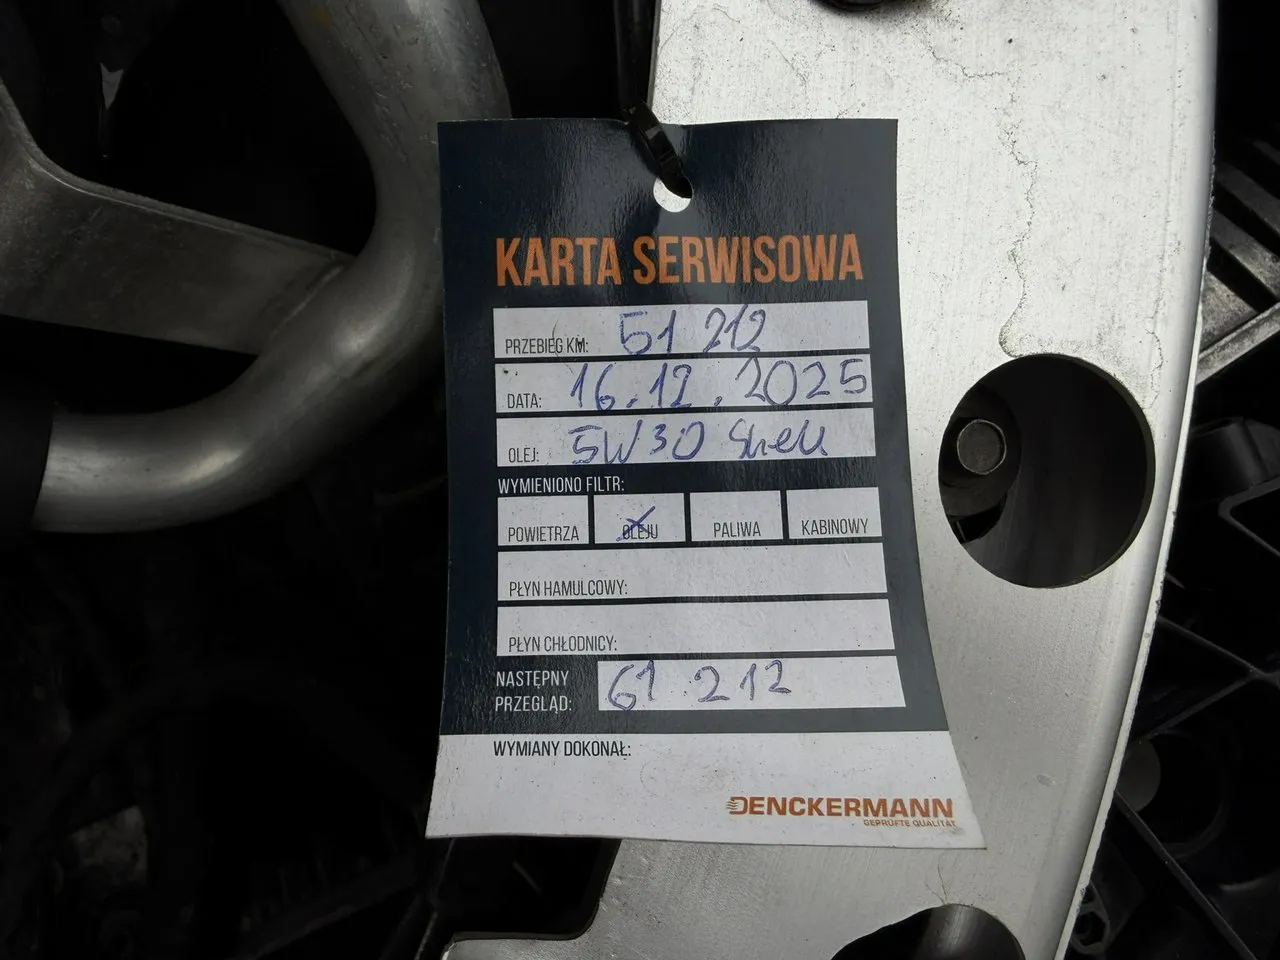 KARTA SERWISOWA
PRZEBIEG KM: 51 212
DATA: 16.12.2025
OLEJ: 5W30 Shell
WYMIENIONO FILTR:
POWIETRZA OLEJU PALIWA KABINOWY
PŁYN HAMULCOWY:
PŁYN CHŁODNICY:
NASTĘPNY
PRZEGLĄD: 61 212
WYMIANY DOKONAŁ:
DENCKERMANN
GEPRÜFTE QUALITÄT